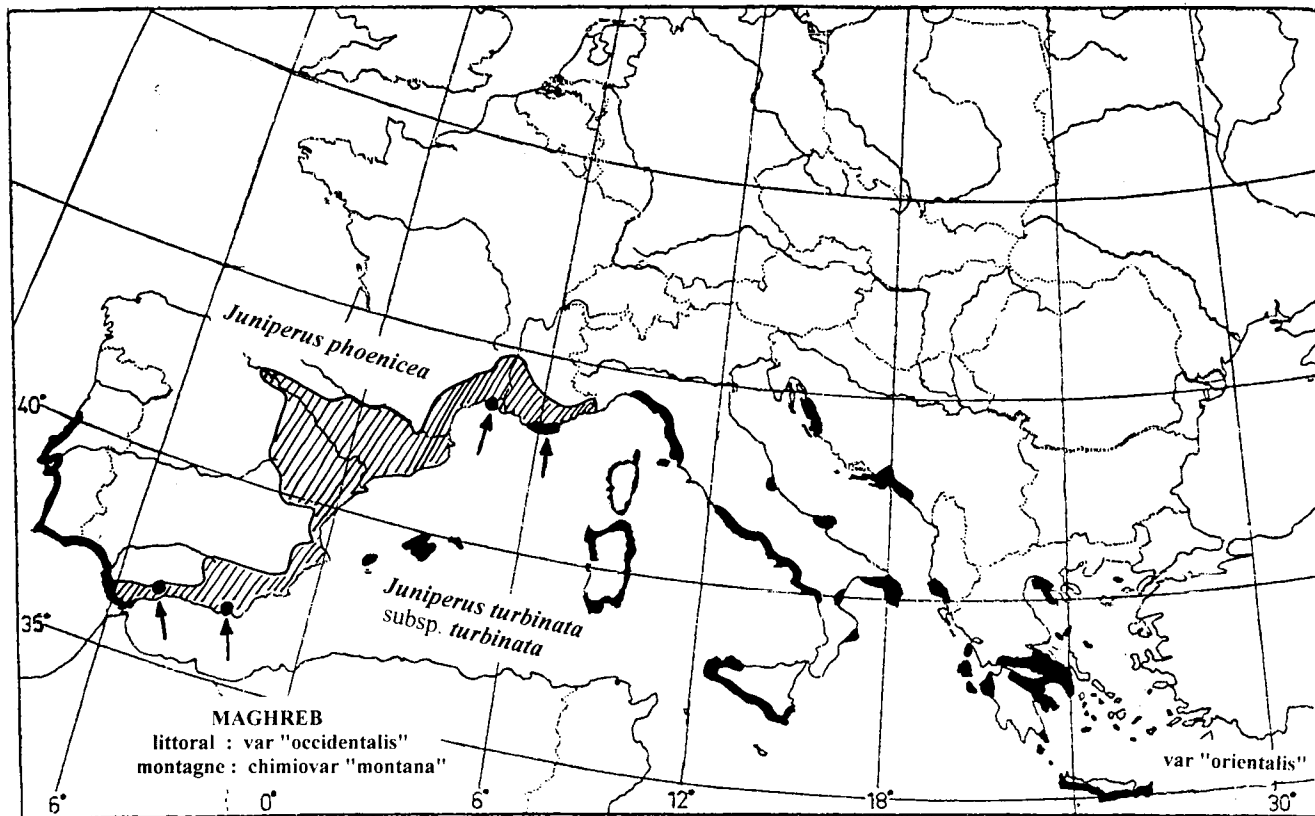 Juniperus phoenicea
40°
Juniperus turbinata
subsp. turbinata
35°
MAGHREB
littoral : var "occidentalis"
montagne : chimiovar "montana"
var "orientalis"
6° 0° 6° 12° 18° 24° 30°